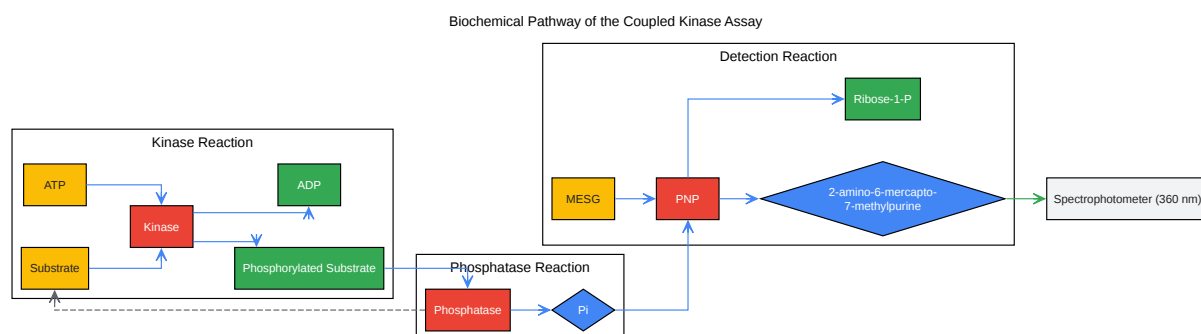 Biochemical Pathway of the Coupled Kinase Assay
Detection Reaction
Ribose-1-P
Kinase Reaction
ATP
ADP
MESG
PNP
2-amino-6-mercapto-
7-methylpurine
Spectrophotometer (360 nm)
Kinase
Substrate
Phosphorylated Substrate
Phosphatase Reaction
Phosphatase
Pi